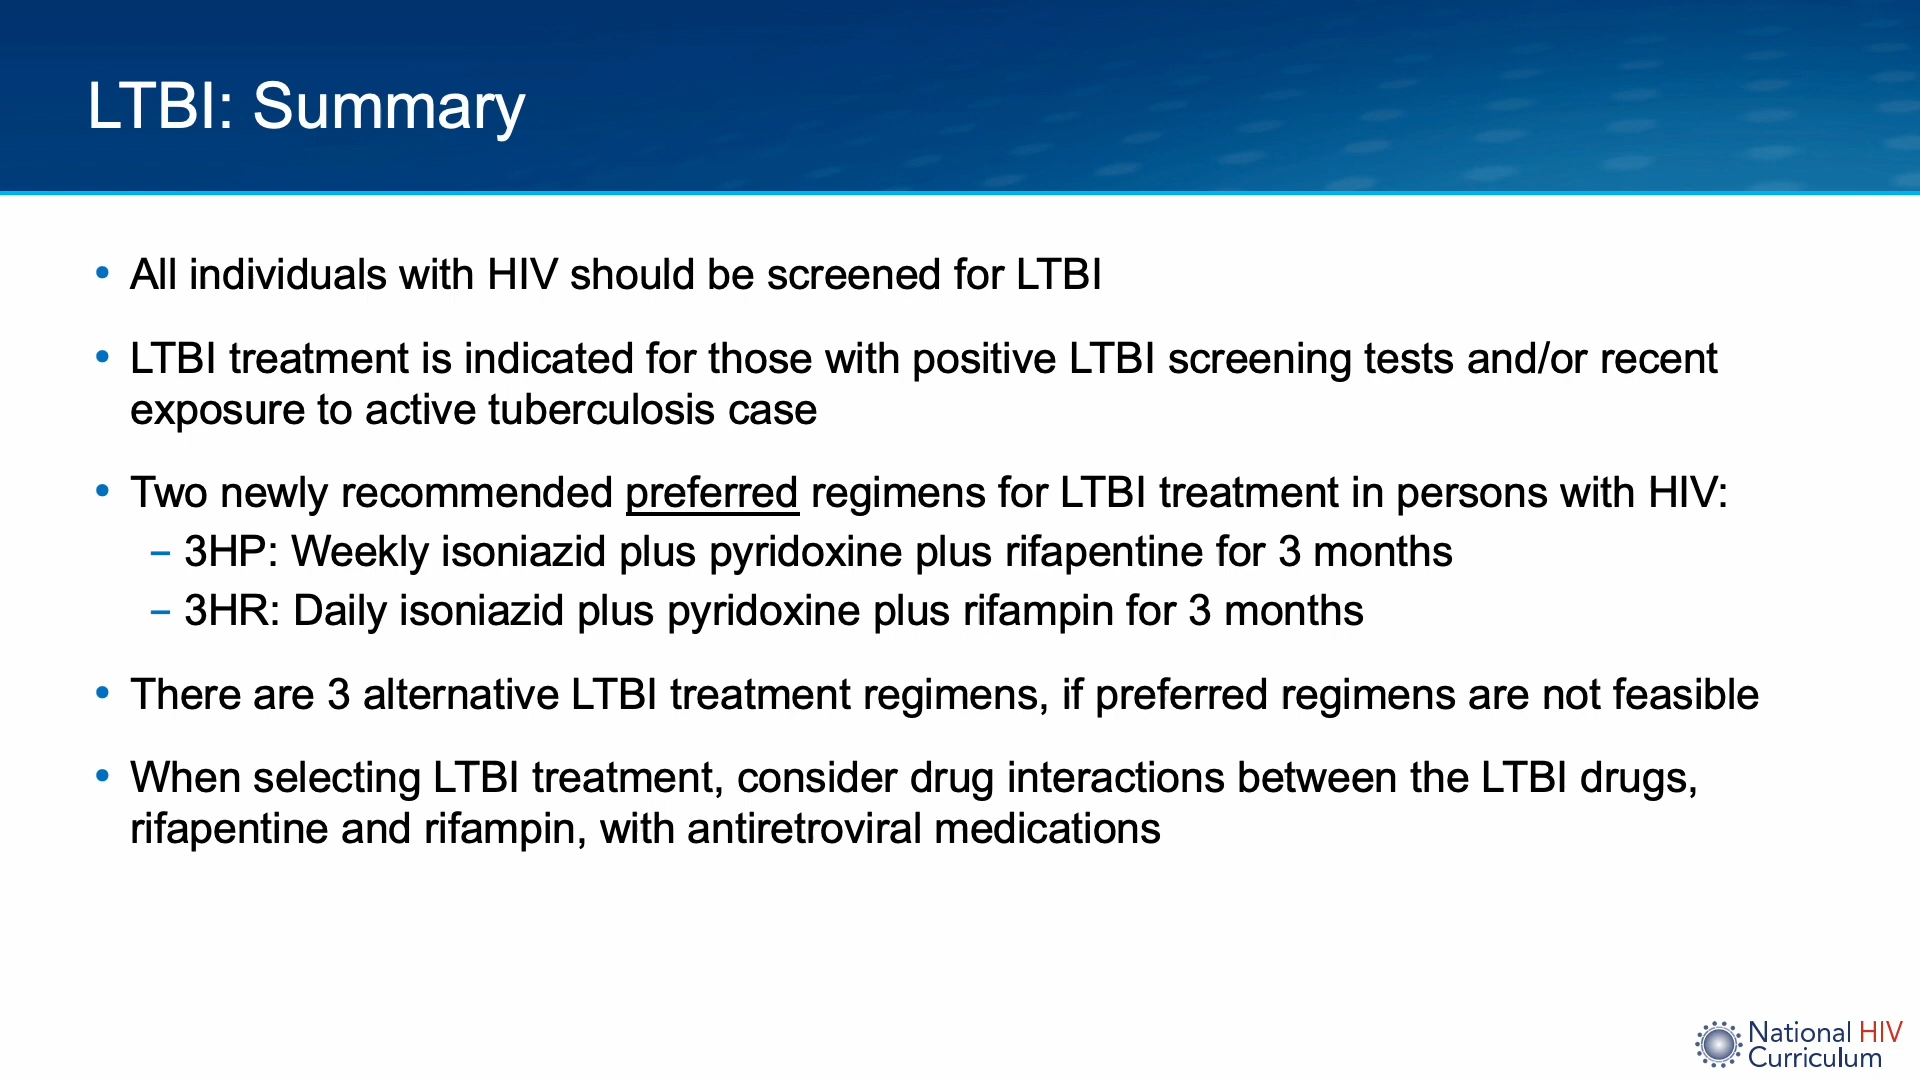 LTBI: Summary
• All individuals with HIV should be screened for LTBI
• LTBI treatment is indicated for those with positive LTBI screening tests and/or recent
exposure to active tuberculosis case
• Two newly recommended preferred regimens for LTBI treatment in persons with HIV:
– 3HP: Weekly isoniazid plus pyridoxine plus rifapentine for 3 months
– 3HR: Daily isoniazid plus pyridoxine plus rifampin for 3 months
• There are 3 alternative LTBI treatment regimens, if preferred regimens are not feasible
• When selecting LTBI treatment, consider drug interactions between the LTBI drugs,
rifapentine and rifampin, with antiretroviral medications
National HIV
Curriculum